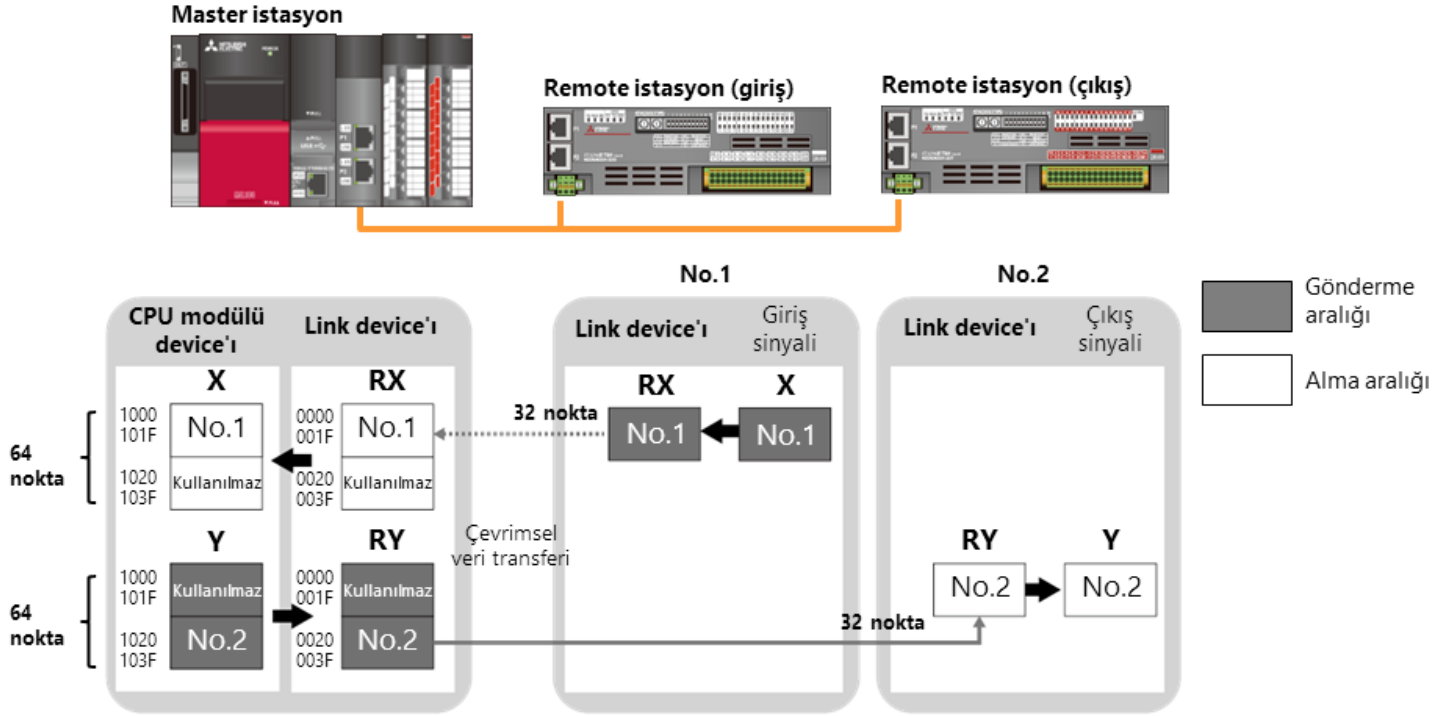 Master istasyon
MITSUBISHI
ELECTRIC
Remote istasyon (giriş)
Remote istasyon (çıkış)
No.1
No.2
Gönderme
aralığı
Alma aralığı
CPU modülü
device'ı
Link device'ı
Link device'ı
Giriş
sinyali
Link device'ı
Çıkış
sinyali
X
RX
RX
X
64
nokta
1000
101F
No.1
0000
001F
No.1
32 nokta
No.1
No.1
1020
103F
Kullanılmaz
0020
003F
Kullanılmaz
Y
RY
Çevrimsel
veri transferi
RY
Y
64
nokta
1000
101F
Kullanılmaz
0000
001F
Kullanılmaz
No.2
No.2
1020
103F
No.2
0020
003F
No.2
32 nokta